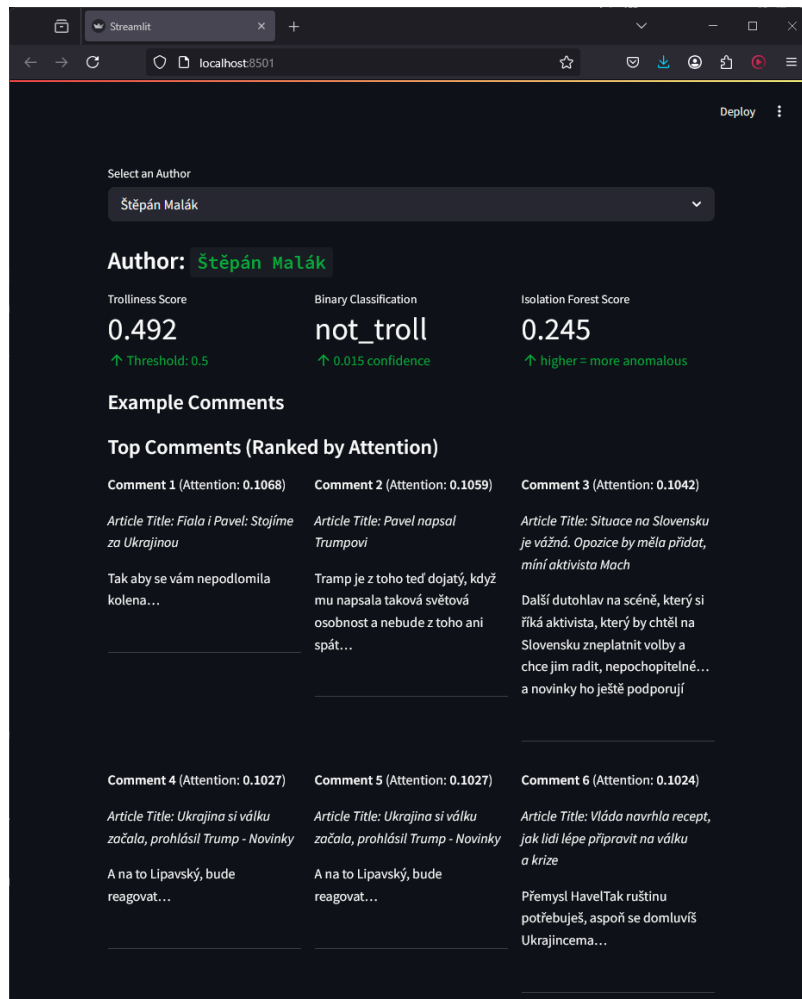 Streamlit
localhost:8501
Deploy
Select an Author
Štěpán Malák
Author: Štěpán Malák
Trolliness Score
0.492
Threshold: 0.5
Binary Classification
not_troll
0.015 confidence
Isolation Forest Score
0.245
higher = more anomalous
Example Comments
Top Comments (Ranked by Attention)
Comment 1 (Attention: 0.1068)
Article Title: Fiala i Pavel: Stojíme
za Ukrajinou
Tak aby se vám nepodlomila
kolena…
Comment 2 (Attention: 0.1059)
Article Title: Pavel napsal
Trumpovi
Tramp je z toho teď dojatý, když
mu napsala taková světová
osobnost a nebude z toho ani
spát…
Comment 3 (Attention: 0.1042)
Article Title: Situace na Slovensku
je vážná. Opozice by měla přidat,
míní aktivista Mach
Další dutohlav na scéně, který si
říká aktivista, který by chtěl na
Slovensku zneplatnit volby a
chce jim radit, nepochopitelné…
a novinky ho ještě podporují
Comment 4 (Attention: 0.1027)
Article Title: Ukrajina si válku
začala, prohlásil Trump - Novinky
A na to Lipavský, bude
reagovat…
Comment 5 (Attention: 0.1027)
Article Title: Ukrajina si válku
začala, prohlásil Trump - Novinky
A na to Lipavský, bude
reagovat…
Comment 6 (Attention: 0.1024)
Article Title: Vláda navrhla recept,
jak lidi lépe připravit na válku
a krize
Přemysl HavelTak ruštinu
potřebuješ, aspoň se domluvíš
Ukrajincema…